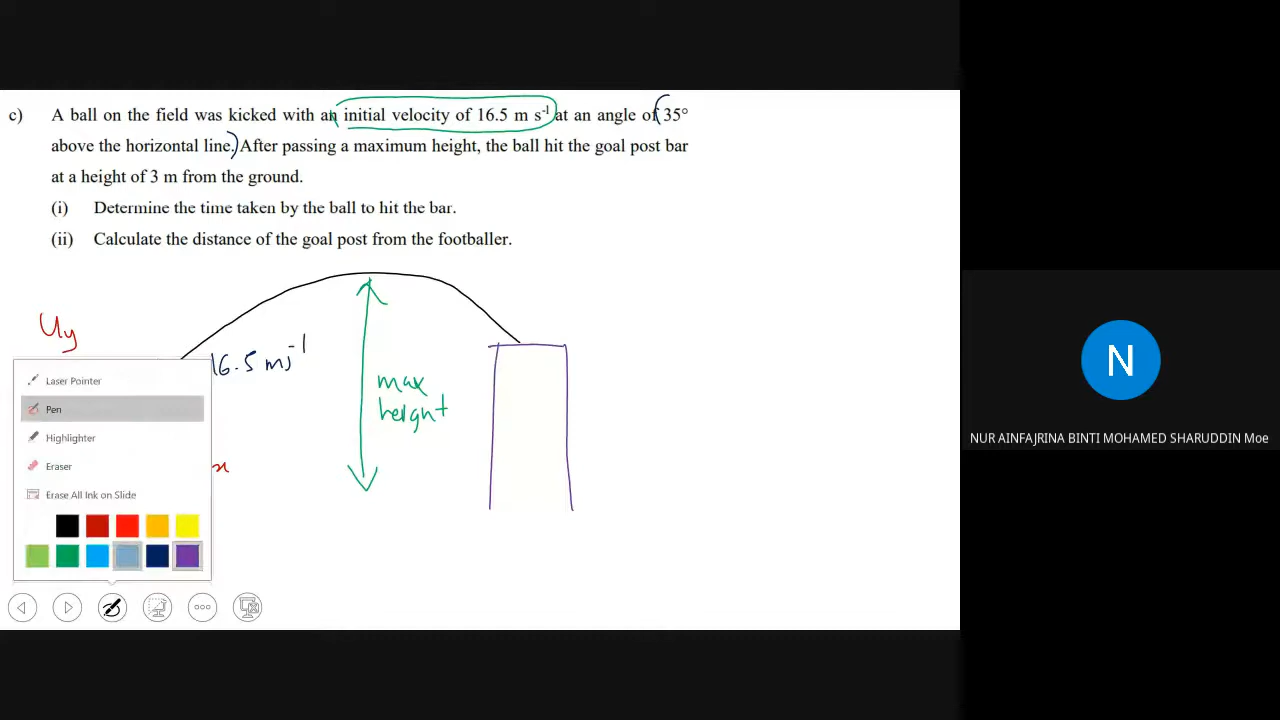 c) A ball on the field was kicked with an initial velocity of 16.5 m s-1 at an angle of 35°
above the horizontal line. After passing a maximum height, the ball hit the goal post bar
at a height of 3 m from the ground.
(i) Determine the time taken by the ball to hit the bar.
(ii) Calculate the distance of the goal post from the footballer.
Uy
16.5 ms-1
max
height
x
Laser Pointer
Pen
Highlighter
Eraser
Erase All Ink on Slide
N
NUR AINFAJRINA BINTI MOHAMED SHARUDDIN Moe